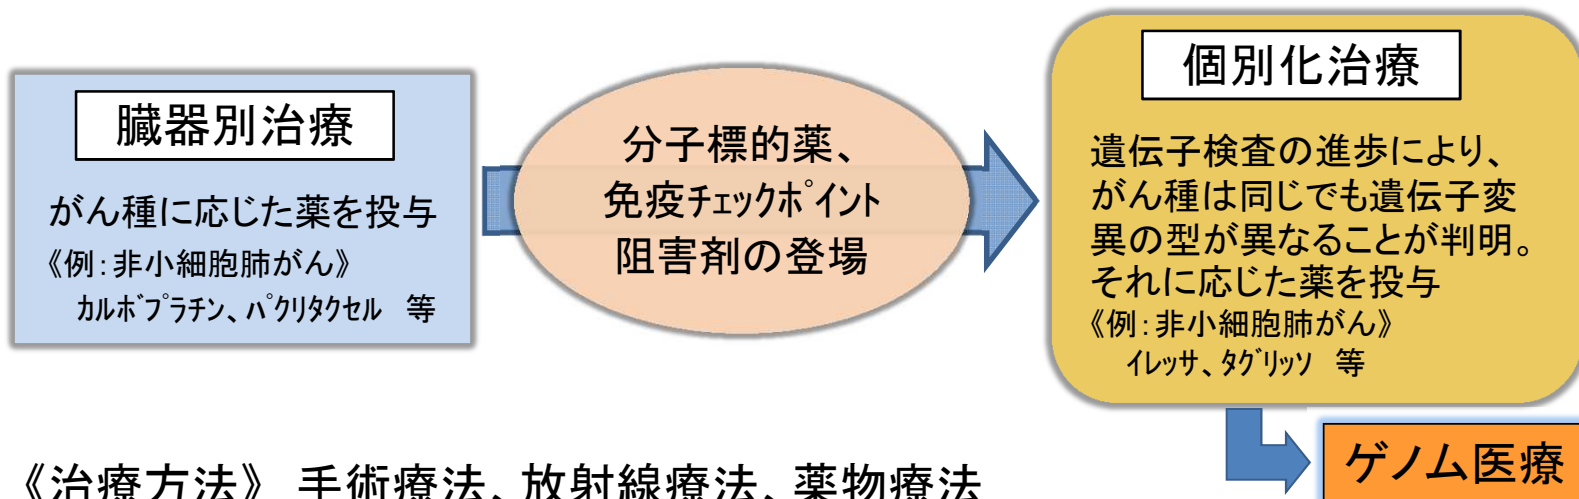 臓器別治療
がん種に応じた薬を投与
《例：非小細胞肺がん》
ｶﾙﾎﾞﾌﾟﾗﾁﾝ、ﾊﾟｸﾘﾀｸｾﾙ　等
分子標的薬、
免疫ﾁｪｯｸﾎﾟｲﾝﾄ
阻害剤の登場
個別化治療
遺伝子検査の進歩により、
がん種は同じでも遺伝子変
異の型が異なることが判明。
それに応じた薬を投与
《例：非小細胞肺がん》
ｲﾚｯｻ、ﾀｸﾞﾘｯｿ　等
ゲノム医療
《治療方法》 手術療法、放射線療法、薬物療法